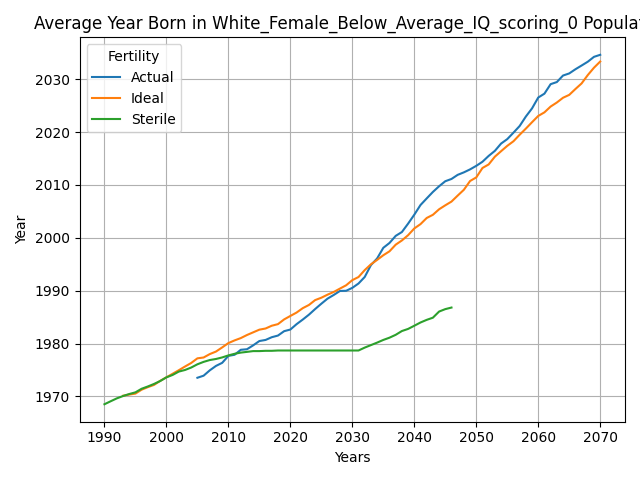 Average Year Born in White_Female_Below_Average_IQ_scoring_0 Populat
Fertility
Actual
Ideal
Sterile
Year
2030
2020
2010
2000
1990
1980
1970
1990 2000 2010 2020 2030 2040 2050 2060 2070
Years